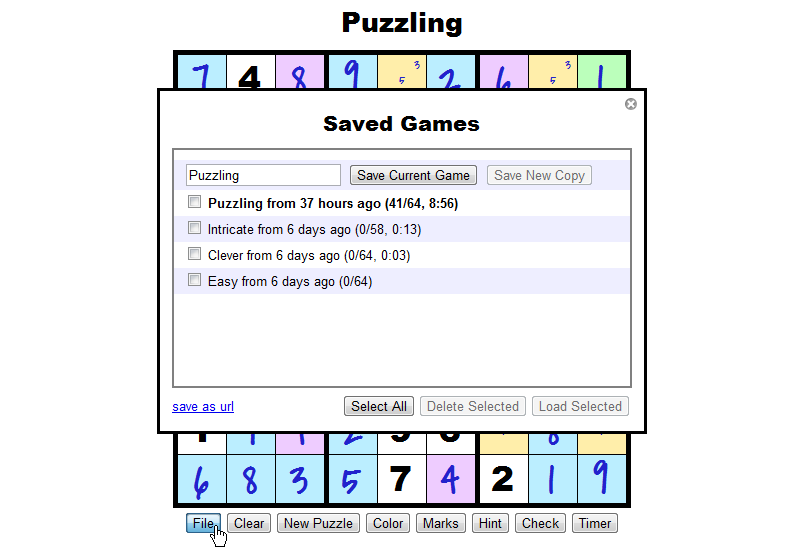 Puzzling
7 4 8 9 3 5 2 6 3 5 1
Saved Games
Puzzling Save Current Game Save New Copy
Puzzling from 37 hours ago (41/64, 8:56)
Intricate from 6 days ago (0/58, 0:13)
Clever from 6 days ago (0/64, 0:03)
Easy from 6 days ago (0/64)
save as url Select All Delete Selected Load Selected
6 8 3 5 7 4 2 1 9
File Clear New Puzzle Color Marks Hint Check Timer